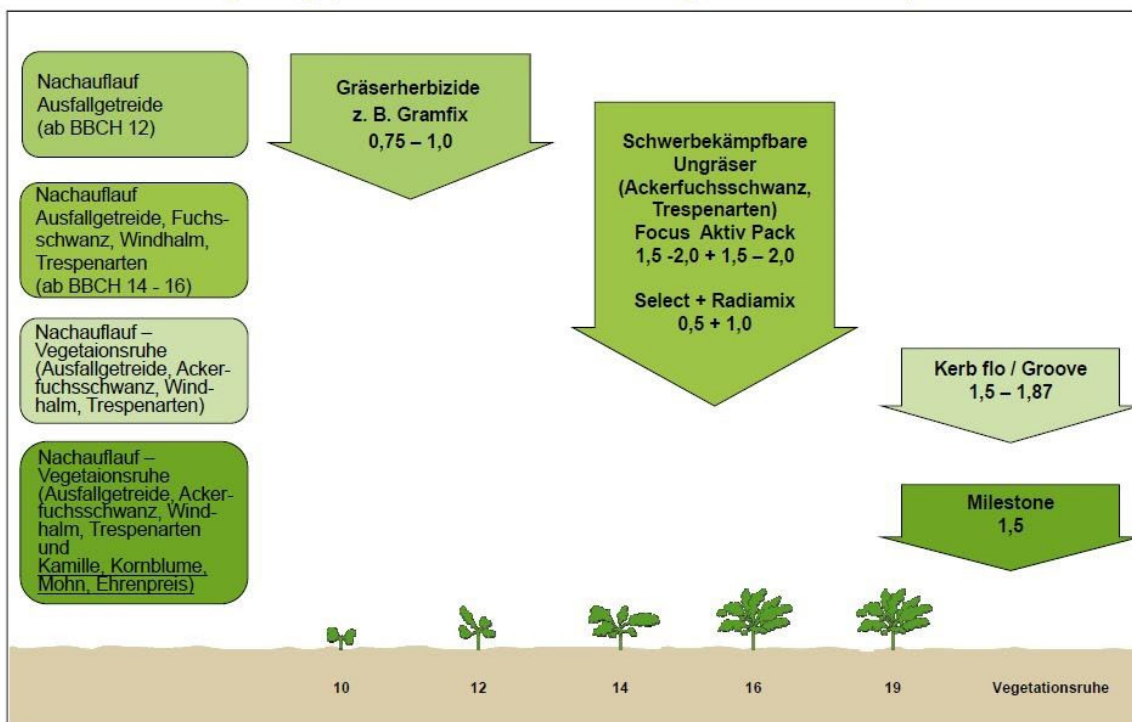 Nachauflauf
Ausfallgetreide
(ab BBCH 12)
Nachauflauf
Ausfallgetreide, Fuchs-
schwanz, Windhalm,
Trespenarten
(ab BBCH 14 - 16)
Nachauflauf –
Vegetaionsruhe
(Ausfallgetreide, Acker-
fuchsschwanz, Wind-
halm, Trespenarten)
Nachauflauf –
Vegetaionsruhe
(Ausfallgetreide, Acker-
fuchsschwanz, Wind-
halm, Trespenarten
und
Kamille, Kornblume,
Mohn, Ehrenpreis)
Gräserherbizide
z. B. Gramfix
0,75 – 1,0
Schwerbekämpfbare
Ungräser
(Ackerfuchsschwanz,
Trespenarten)
Focus Aktiv Pack
1,5 -2,0 + 1,5 – 2,0
Select + Radiamix
0,5 + 1,0
Kerb flo / Groove
1,5 – 1,87
Milestone
1,5
10 12 14 16 19 Vegetationsruhe